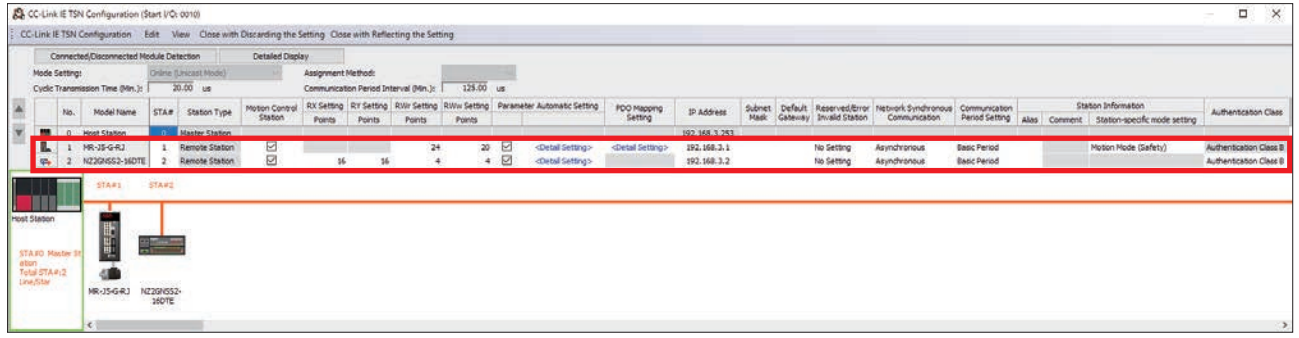 CC-Link IE TSN Configuration (Start I/O: 0010)
CC-Link IE TSN Configuration Edit View Close with Discarding the Setting Close with Reflecting the Setting
Connected/Disconnected Module Detection Detailed Display
Mode Setting: Online (Unicast Mode) Assignment Method:
Cyclic Transmission Time (Min.): 20.00 us Communication Period Interval (Min.): 125.00 us
No. Model Name STA# Station Type Motion Control Station RX Setting Points RY Setting Points RWr Setting Points RWw Setting Points Parameter Automatic Setting PDO Mapping Setting IP Address Subnet Mask Default Gateway Reserved/Error Invalid Station Network Synchronous Communication Communication Period Setting Station Information Alias Comment Station-specific mode setting Authentication Class
0 Host Station 0 Master Station 192.168.3.253
1 MR-J5-G-RJ 1 Remote Station 24 20 <Detail Setting> <Detail Setting> 192.168.3.1 No Setting Asynchronous Basic Period Motion Mode (Safety) Authentication Class B
2 NZ2GNSS2-16DTE 2 Remote Station 16 16 4 4 <Detail Setting> 192.168.3.2 No Setting Asynchronous Basic Period Authentication Class B
STA#1 STA#2
Host Station
STA#0 Master St
ation
Total STA#:2
Line/Star
MR-J5-G-RJ NZ2GNSS2-
16DTE